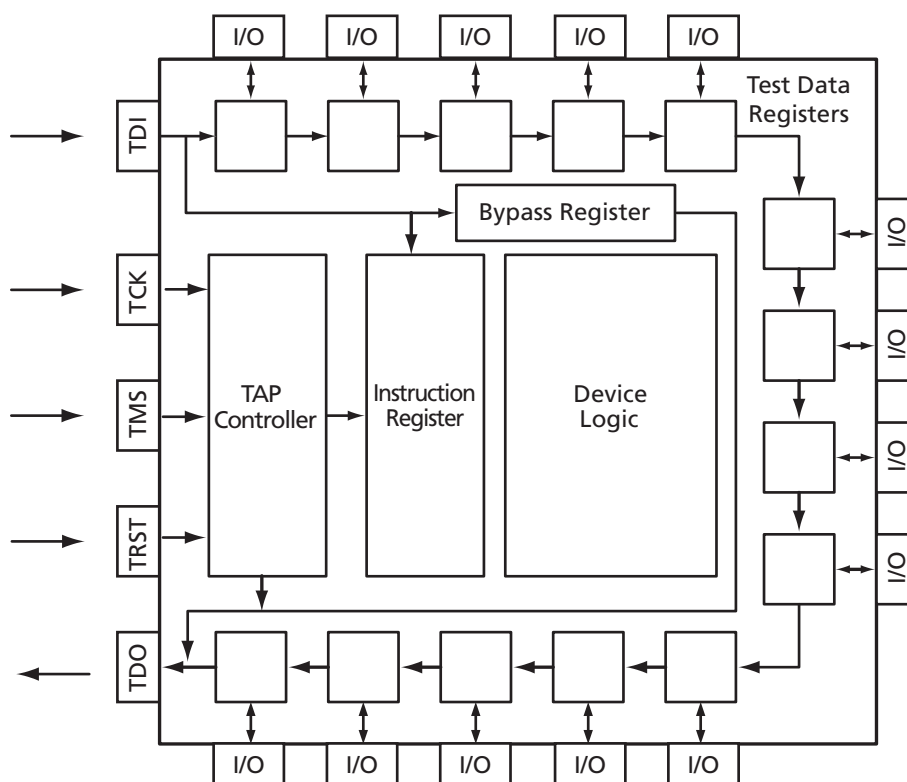 I/O
I/O
I/O
I/O
I/O
Test Data
Registers
TDI
Bypass Register
I/O
TCK
I/O
TAP
Controller
Instruction
Register
Device
Logic
TMS
I/O
TRST
I/O
TDO
I/O
I/O
I/O
I/O
I/O